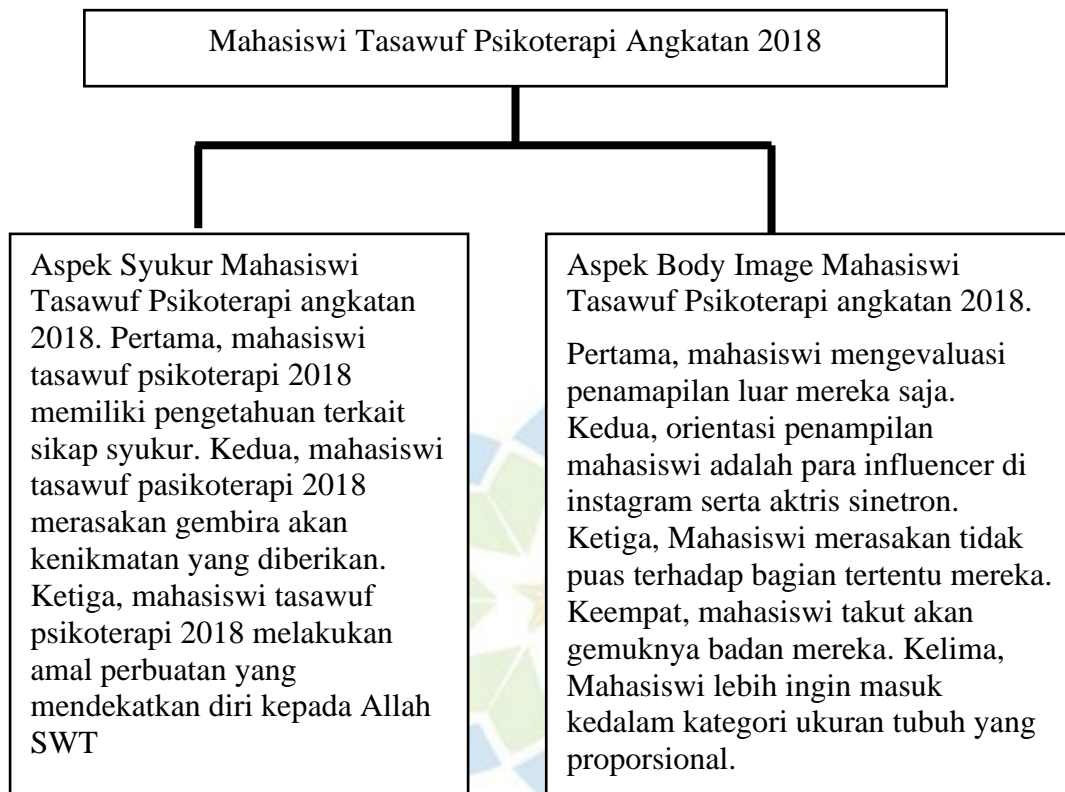 Mahasiswi Tasawuf Psikoterapi Angkatan 2018
Aspek Syukur Mahasiswi
Tasawuf Psikoterapi angkatan
2018. Pertama, mahasiswi
tasawuf psikoterapi 2018
memiliki pengetahuan terkait
sikap syukur. Kedua, mahasiswi
tasawuf pasikoterapi 2018
merasakan gembira akan
kenikmatan yang diberikan.
Ketiga, mahasiswi tasawuf
psikoterapi 2018 melakukan
amal perbuatan yang
mendekatkan diri kepada Allah
SWT
Aspek Body Image Mahasiswi
Tasawuf Psikoterapi angkatan 2018.
Pertama, mahasiswi mengevaluasi
penamapilan luar mereka saja.
Kedua, orientasi penampilan
mahasiswi adalah para influencer di
instagram serta aktris sinetron.
Ketiga, Mahasiswi merasakan tidak
puas terhadap bagian tertentu mereka.
Keempat, mahasiswi takut akan
gemuknya badan mereka. Kelima,
Mahasiswi lebih ingin masuk
kedalam kategori ukuran tubuh yang
proporsional.